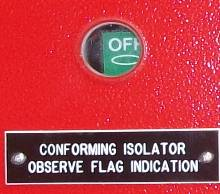 OFF
CONFORMING ISOLATOR
OBSERVE FLAG INDICATION